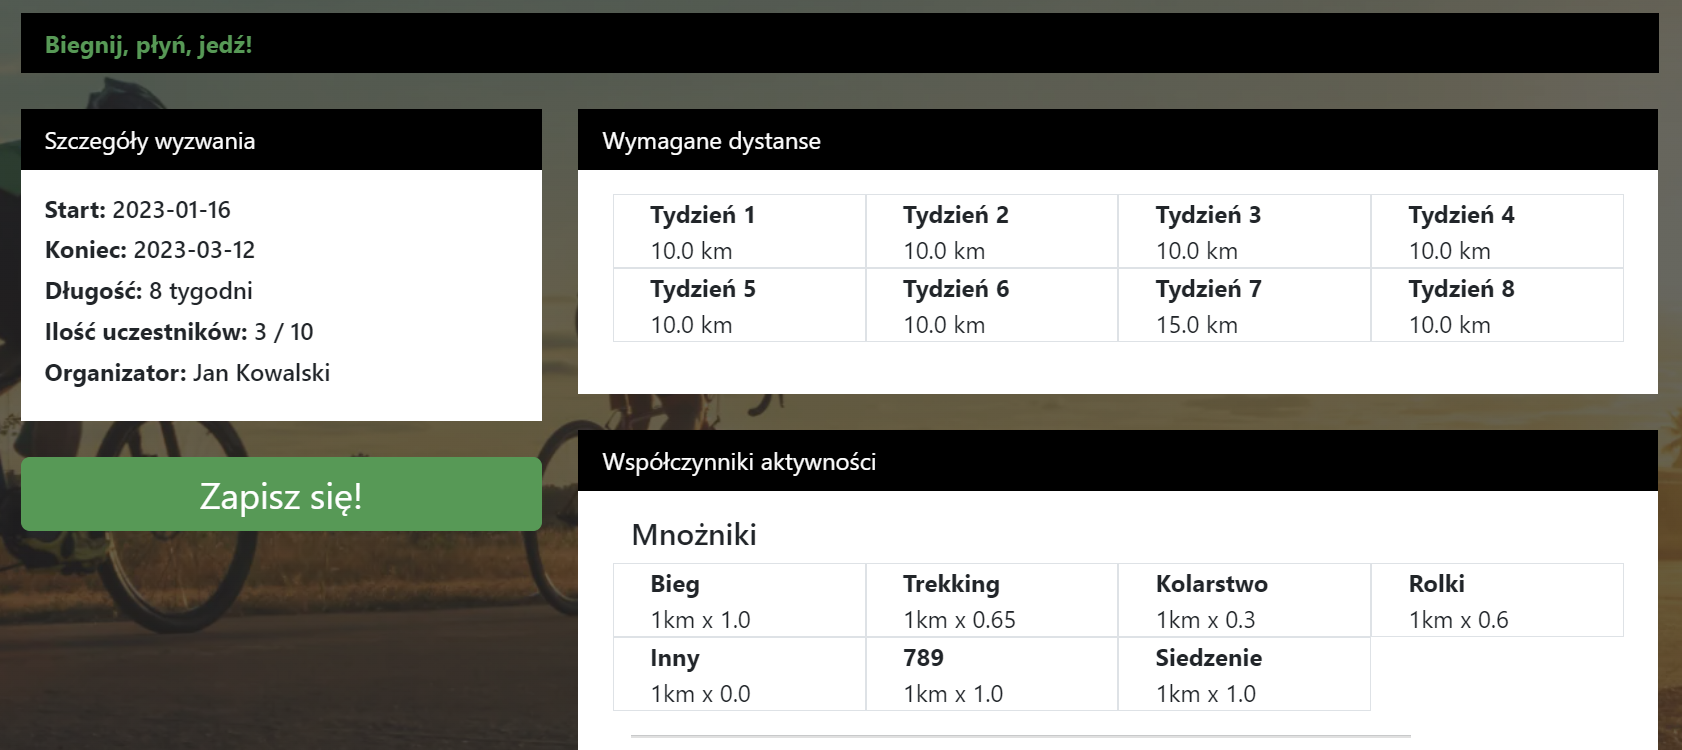 Biegnij, płyń, jedź!
Szczegóły wyzwania
Start: 2023-01-16
Koniec: 2023-03-12
Długość: 8 tygodni
Ilość uczestników: 3 / 10
Organizator: Jan Kowalski
Zapisz się!
Wymagane dystanse
Tydzień 1 Tydzień 2 Tydzień 3 Tydzień 4
10.0 km 10.0 km 10.0 km 10.0 km
Tydzień 5 Tydzień 6 Tydzień 7 Tydzień 8
10.0 km 10.0 km 15.0 km 10.0 km
Współczynniki aktywności
Mnożniki
Bieg Trekking Kolarstwo Rolki
1km x 1.0 1km x 0.65 1km x 0.3 1km x 0.6
Inny 789 Siedzenie
1km x 0.0 1km x 1.0 1km x 1.0